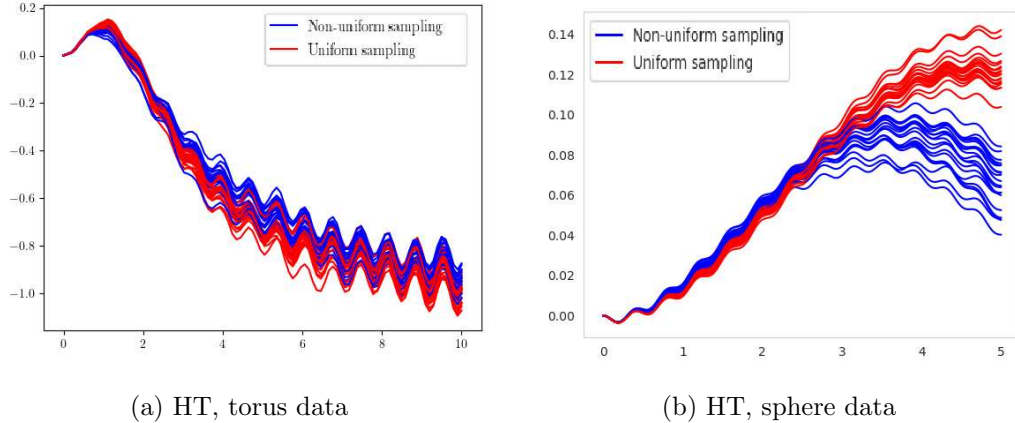 0.2
0.0
−0.2
−0.4
−0.6
−0.8
−1.0
0 2 4 6 8 10
Non-uniform sampling
Uniform sampling
(a) HT, torus data
0.14
0.12
0.10
0.08
0.06
0.04
0.02
0.00
0 1 2 3 4 5
Non-uniform sampling
Uniform sampling
(b) HT, sphere data